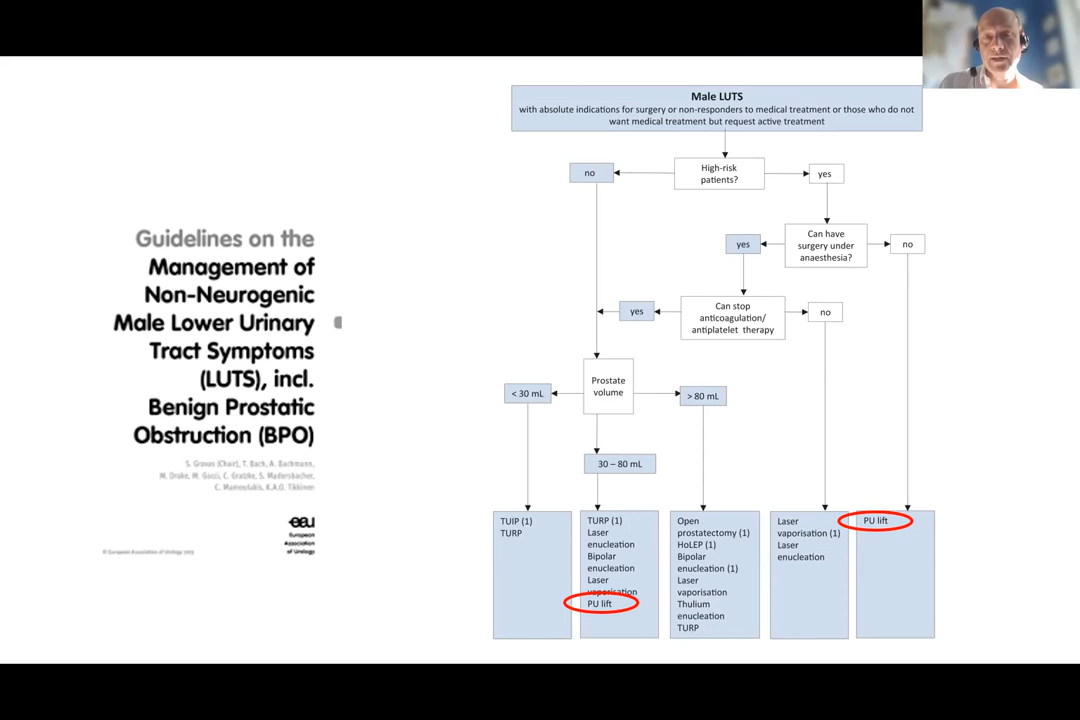 Guidelines on the
Management of
Non-Neurogenic
Male Lower Urinary
Tract Symptoms
(LUTS), incl.
Benign Prostatic
Obstruction (BPO)
S. Gravas (Chair), T. Bach, A. Bachmann,
M. Drake, M. Gacci, C. Gratzke, S. Madersbacher,
C. Mamoulakis, K.A.O. Tikkinen
eau
European
Association
of Urology
© European Association of Urology
Male LUTS
with absolute indications for surgery or non-responders to medical treatment or those who do not
want medical treatment but request active treatment
High-risk
patients?
no
yes
Can have
surgery under
anaesthesia?
yes
no
Can stop
anticoagulation/
antiplatelet therapy
yes
no
Prostate
volume
< 30 mL
> 80 mL
30 – 80 mL
TUIP (1)
TURP
TURP (1)
Laser
enucleation
Bipolar
enucleation
Laser
vaporisation
PU lift
Open
prostatectomy (1)
HoLEP (1)
Bipolar
enucleation (1)
Laser
vaporisation
Thulium
enucleation
TURP
Laser
vaporisation (1)
Laser
enucleation
PU lift